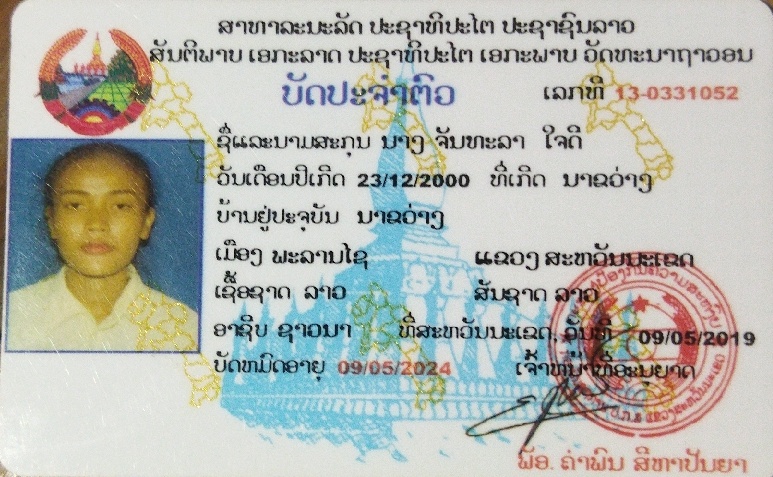 ສາທາລະນະລັດ ປະຊາທິປະໄຕ ປະຊາຊົນລາວ
ສັນຕິພາບ ເອກະລາດ ປະຊາທິປະໄຕ ເອກະພາບ ວັດທະນາຖາວອນ
ບັດປະຈຳຕົວ ເລກທີ 13-0331052
ຊື່ແລະນາມສະກຸນ ນາງ ຈັນທະລາ ໃຈດີ
ວັນເດືອນປີເກີດ 23/12/2000 ທີ່ເກີດ ນາຂວ່າງ
ບ້ານຢູ່ປະຈຸບັນ ນາຂວ່າງ
ເມືອງ ພະລານໄຊ ແຂວງ ສະຫວັນນະເຂດ
ເຊື້ອຊາດ ລາວ ສັນຊາດ ລາວ
ອາຊີບ ຊາວນາ ທີ່ສະຫວັນນະເຂດ, ວັນທີ 09/05/2019
ບັດຫມົດອາຍຸ 09/05/2024 ເຈົ້າຫນ້າທີ່ອະນຸຍາດ
ພັອ. ຄຳພົນ ສີຫາປັນຍາ